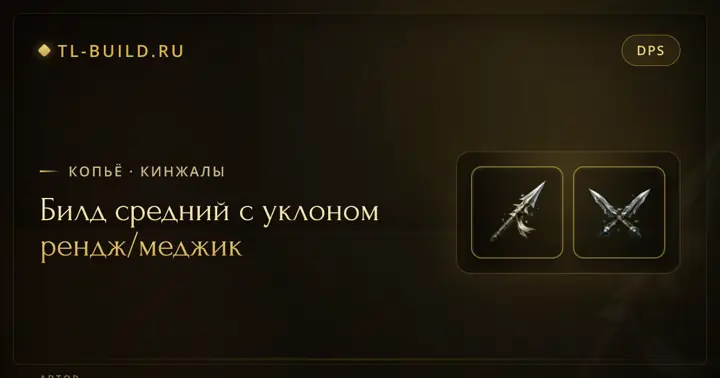 TL-BUILD.RU
DPS
КОПЬЁ · КИНЖАЛЫ
Билд средний с уклоном
рендж/меджик